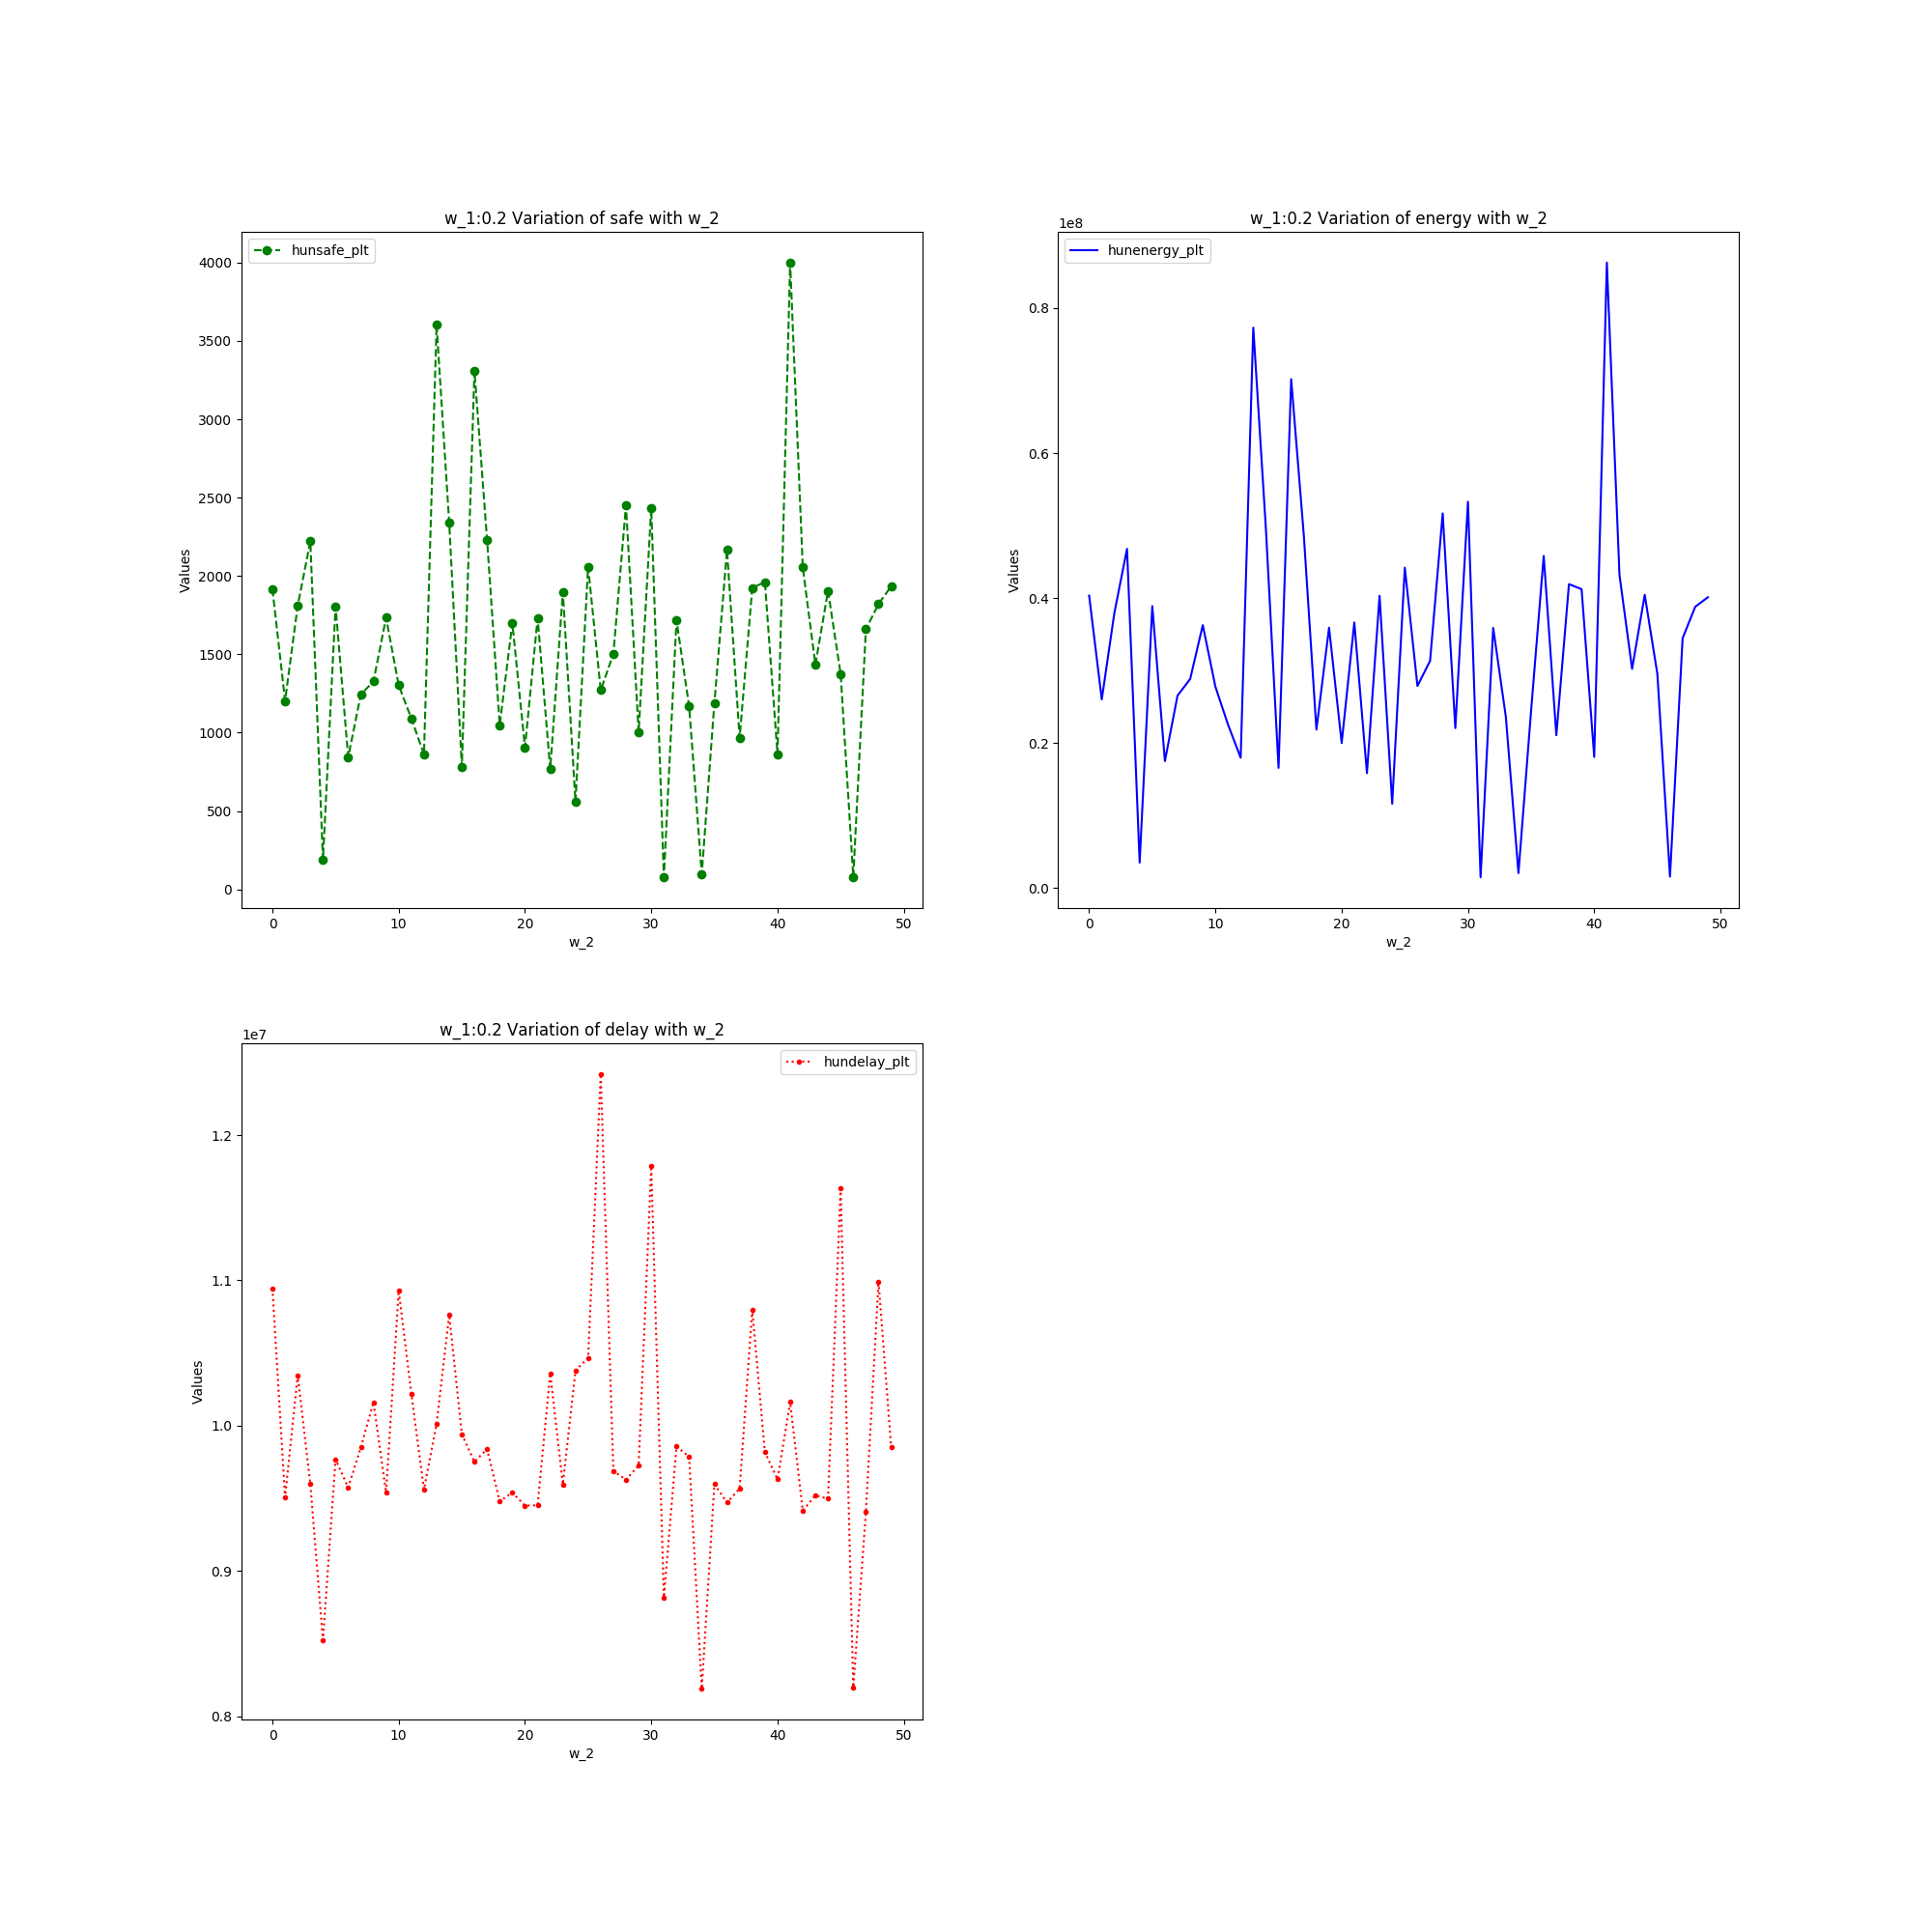 w_1:0.2 Variation of safe with w_2
hunsafe_plt
4000
3500
3000
2500
2000
1500
1000
500
0
Values
0 10 20 30 40 50
w_2
w_1:0.2 Variation of energy with w_2
1e8
hunenergy_plt
0.8
0.6
0.4
0.2
0.0
Values
0 10 20 30 40 50
w_2
w_1:0.2 Variation of delay with w_2
1e7
hundelay_plt
1.2
1.1
1.0
0.9
0.8
Values
0 10 20 30 40 50
w_2